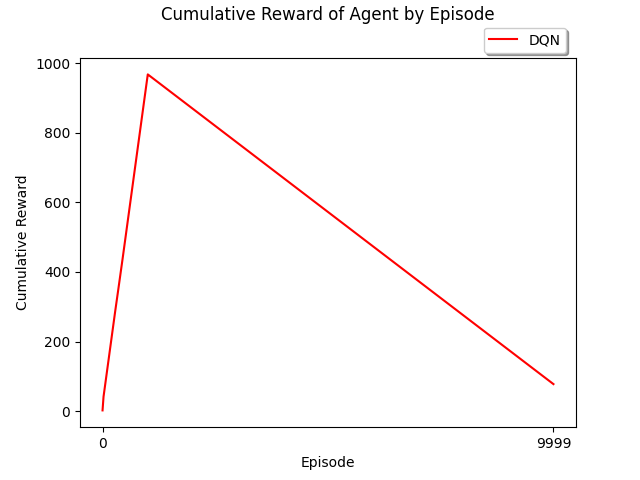 Cumulative Reward of Agent by Episode
DQN
1000
800
600
400
200
0
Cumulative Reward
0
9999
Episode